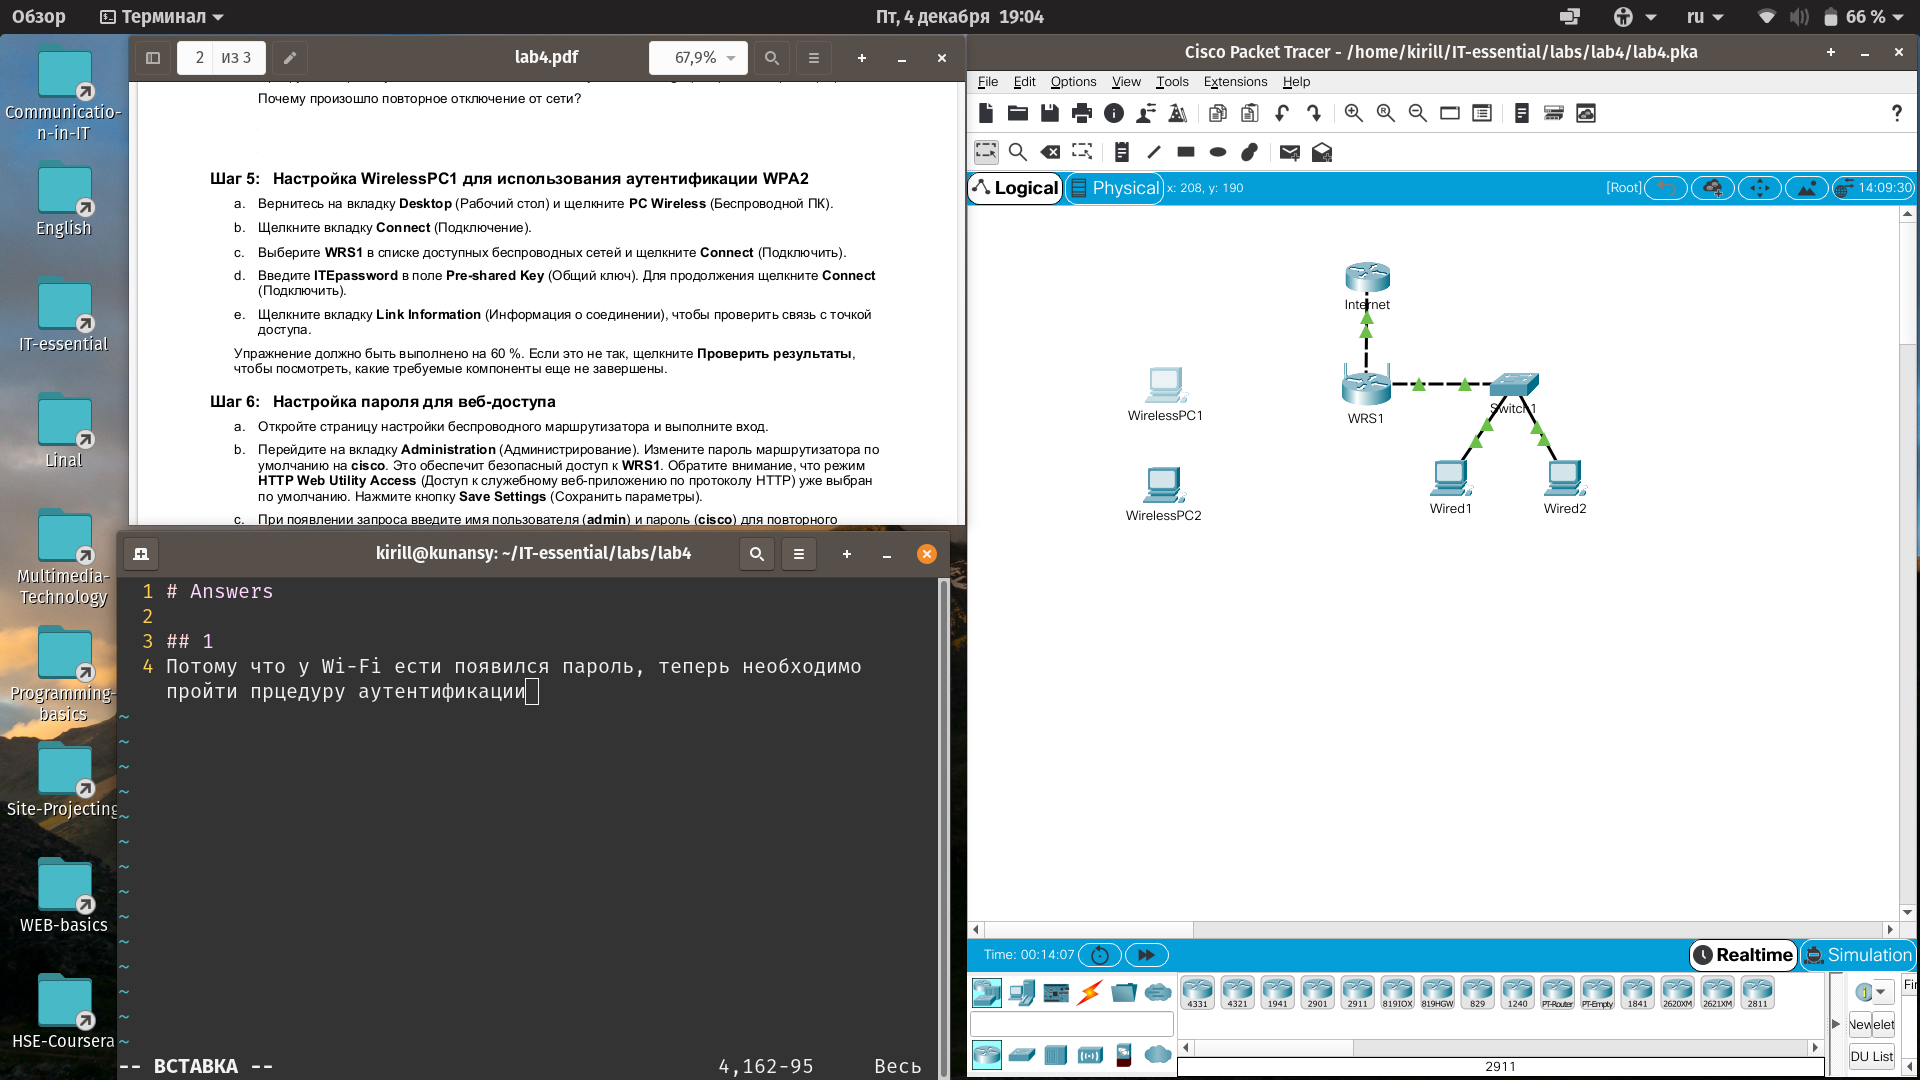 Обзор
Терминал
Пт, 4 декабря 19:04
ru
66 %
Communicatio-
n-in-IT
English
IT-essential
Linal
Multimedia-
Technology
Programming-
basics
Site-Projecting
WEB-basics
HSE-Coursera
2 из 3
lab4.pdf
67,9%
Почему произошло повторное отключение от сети?
Шаг 5: Настройка WirelessPC1 для использования аутентификации WPA2
a. Вернитесь на вкладку Desktop (Рабочий стол) и щелкните PC Wireless (Беспроводной ПК).
b. Щелкните вкладку Connect (Подключение).
c. Выберите WRS1 в списке доступных беспроводных сетей и щелкните Connect (Подключить).
d. Введите ITEpassword в поле Pre-shared Key (Общий ключ). Для продолжения щелкните Connect
(Подключить).
e. Щелкните вкладку Link Information (Информация о соединении), чтобы проверить связь с точкой
доступа.
Упражнение должно быть выполнено на 60 %. Если это не так, щелкните Проверить результаты,
чтобы посмотреть, какие требуемые компоненты еще не завершены.
Шаг 6: Настройка пароля для веб-доступа
a. Откройте страницу настройки беспроводного маршрутизатора и выполните вход.
b. Перейдите на вкладку Administration (Администрирование). Измените пароль маршрутизатора по
умолчанию на cisco. Это обеспечит безопасный доступ к WRS1. Обратите внимание, что режим
HTTP Web Utility Access (Доступ к служебному веб-приложению по протоколу HTTP) уже выбран
по умолчанию. Нажмите кнопку Save Settings (Сохранить параметры).
c. При появлении запроса введите имя пользователя (admin) и пароль (cisco) для повторного
kirill@kunansy: ~/IT-essential/labs/lab4
1 # Answers
2
3 ## 1
4 Потому что у Wi-Fi ести появился пароль, теперь необходимо
пройти прцедуру аутентификации
~
~
~
~
~
~
~
~
~
~
~
~
~
~
-- ВСТАВКА --
4,162-95
Весь
Cisco Packet Tracer - /home/kirill/IT-essential/labs/lab4/lab4.pka
File Edit Options View Tools Extensions Help
?
Logical
Physical
x: 208, y: 190
[Root]
14:09:30
Internet
WirelessPC1
WRS1
Switch1
WirelessPC2
Wired1
Wired2
Time: 00:14:07
Realtime
Simulation
4331
4321
1941
2901
2911
819IOX
819HGW
829
1240
PT-Router
PT-Empty
1841
2620XM
2621XM
2811
Fir
New
elet
DU List
2911